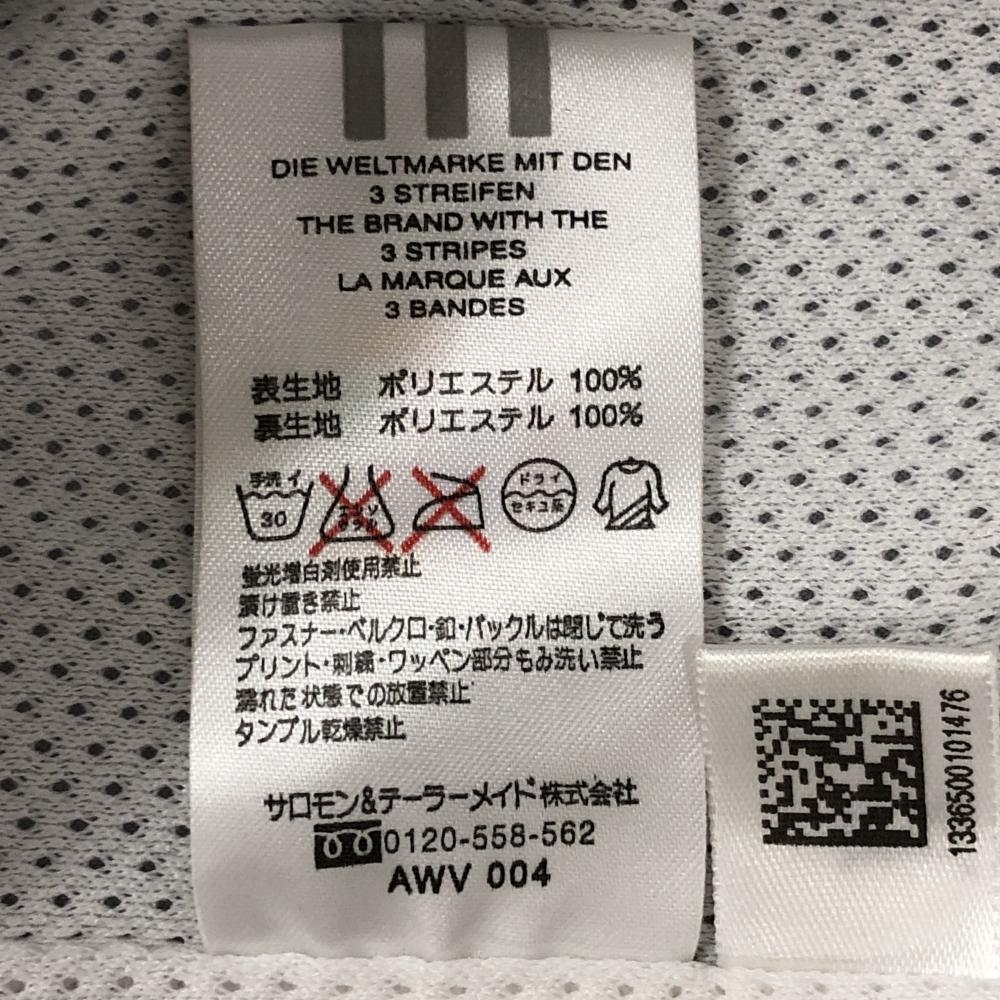 DIE WELTMARKE MIT DEN
3 STREIFEN
THE BRAND WITH THE
3 STRIPES
LA MARQUE AUX
3 BANDES
表生地 ポリエステル 100%
裏生地 ポリエステル 100%
手洗イ
30
エンソ
サラシ
ドライ
セキユ系
蛍光増白剤使用禁止
漬け置き禁止
ファスナー・ベルクロ・釦・バックルは閉じて洗う
プリント・刺繍・ワッペン部分もみ洗い禁止
濡れた状態での放置禁止
タンブル乾燥禁止
サロモン&テーラーメイド株式会社
0120-558-562
AWV 004
1336500101476